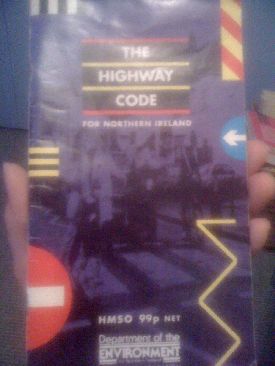 THE
HIGHWAY
CODE
FOR NORTHERN IRELAND
HMSO 99p NET
Department of the
ENVIRONMENT